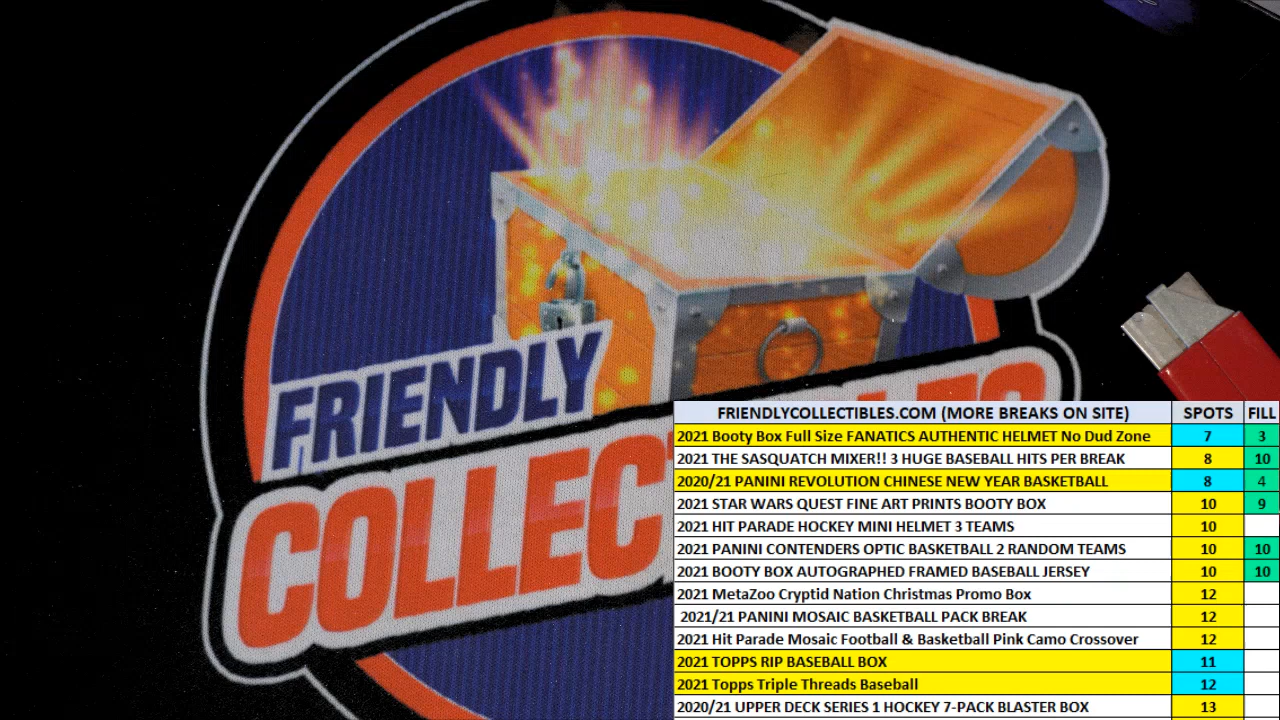 FRIENDLY
COLLEC
FRIENDLYCOLLECTIBLES.COM (MORE BREAKS ON SITE) SPOTS FILL
2021 Booty Box Full Size FANATICS AUTHENTIC HELMET No Dud Zone 7 3
2021 THE SASQUATCH MIXER!! 3 HUGE BASEBALL HITS PER BREAK 8 10
2020/21 PANINI REVOLUTION CHINESE NEW YEAR BASKETBALL 8 4
2021 STAR WARS QUEST FINE ART PRINTS BOOTY BOX 10 9
2021 HIT PARADE HOCKEY MINI HELMET 3 TEAMS 10
2021 PANINI CONTENDERS OPTIC BASKETBALL 2 RANDOM TEAMS 10 10
2021 BOOTY BOX AUTOGRAPHED FRAMED BASEBALL JERSEY 10 10
2021 MetaZoo Cryptid Nation Christmas Promo Box 12
2021/21 PANINI MOSAIC BASKETBALL PACK BREAK 12
2021 Hit Parade Mosaic Football & Basketball Pink Camo Crossover 12
2021 TOPPS RIP BASEBALL BOX 11
2021 Topps Triple Threads Baseball 12
2020/21 UPPER DECK SERIES 1 HOCKEY 7-PACK BLASTER BOX 13